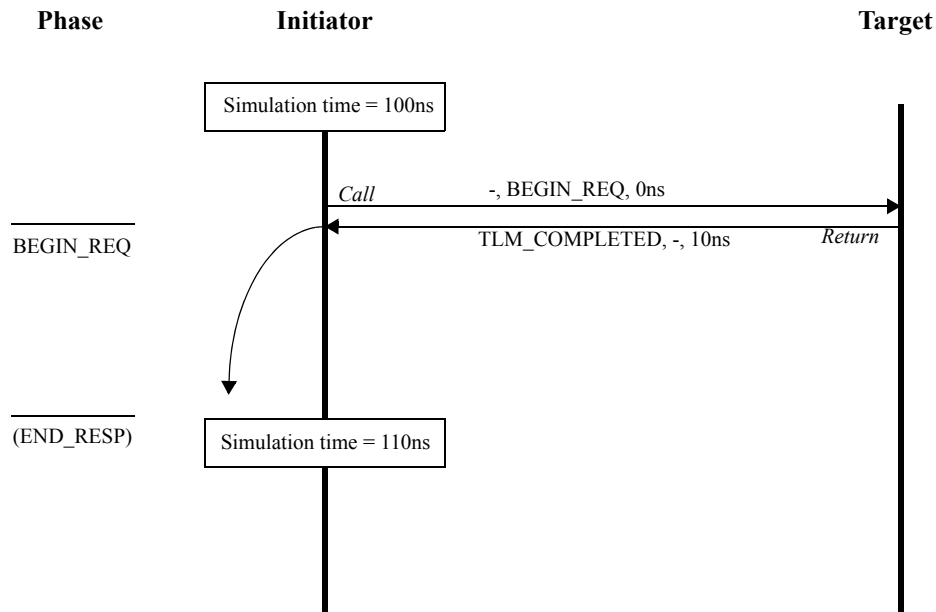 Phase Initiator Target
Simulation time = 100ns
Call -, BEGIN_REQ, 0ns
BEGIN_REQ TLM_COMPLETED, -, 10ns Return
(END_RESP) Simulation time = 110ns